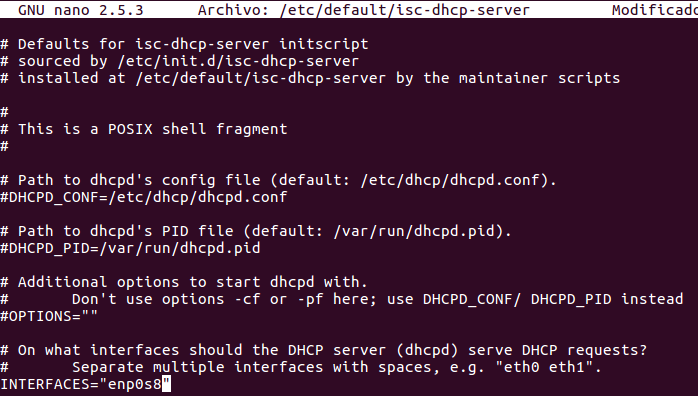 GNU nano 2.5.3 Archivo: /etc/default/isc-dhcp-server Modificado
# Defaults for isc-dhcp-server initscript
# sourced by /etc/init.d/isc-dhcp-server
# installed at /etc/default/isc-dhcp-server by the maintainer scripts
#
# This is a POSIX shell fragment
#
# Path to dhcpd's config file (default: /etc/dhcp/dhcpd.conf).
#DHCPD_CONF=/etc/dhcp/dhcpd.conf
# Path to dhcpd's PID file (default: /var/run/dhcpd.pid).
#DHCPD_PID=/var/run/dhcpd.pid
# Additional options to start dhcpd with.
#       Don't use options -cf or -pf here; use DHCPD_CONF/ DHCPD_PID instead
#OPTIONS=""
# On what interfaces should the DHCP server (dhcpd) serve DHCP requests?
#       Separate multiple interfaces with spaces, e.g. "eth0 eth1".
INTERFACES="enp0s8"